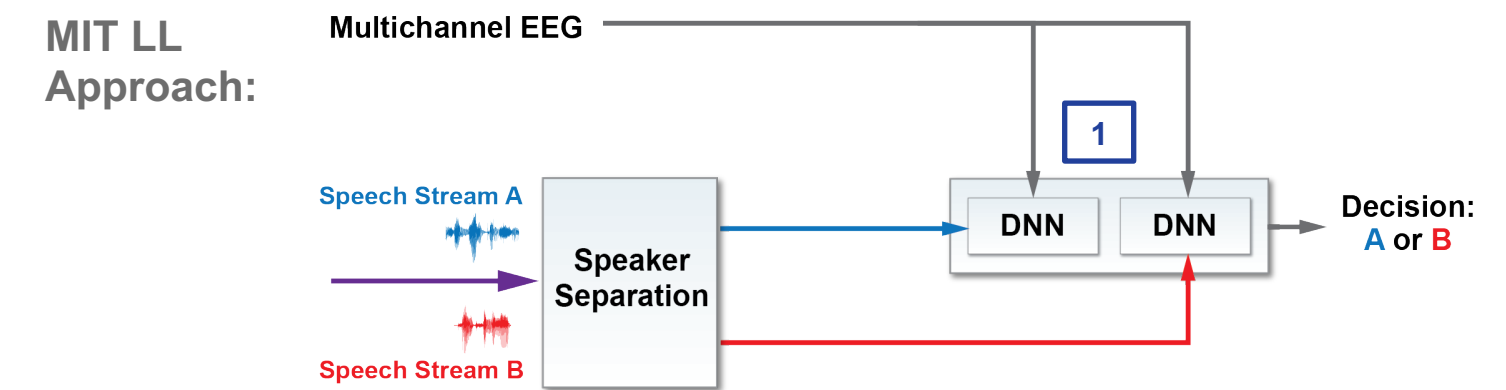 MIT LL
Approach:
Multichannel EEG
1
Speech Stream A
Speaker
Separation
Speech Stream B
DNN
DNN
Decision:
A or B